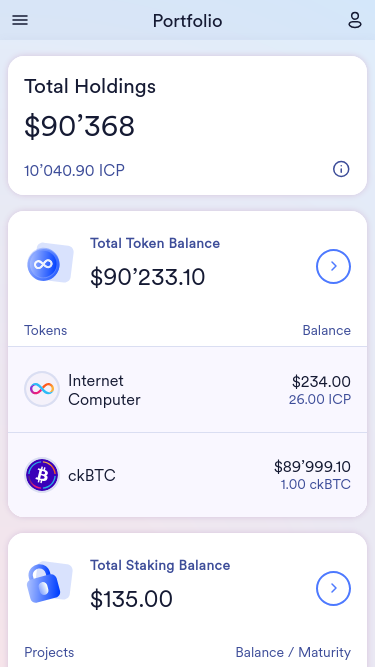 Portfolio
Total Holdings
$90’368
10’040.90 ICP
Total Token Balance
$90’233.10
Tokens Balance
Internet Computer $234.00
26.00 ICP
ckBTC $89’999.10
1.00 ckBTC
Total Staking Balance
$135.00
Projects Balance / Maturity